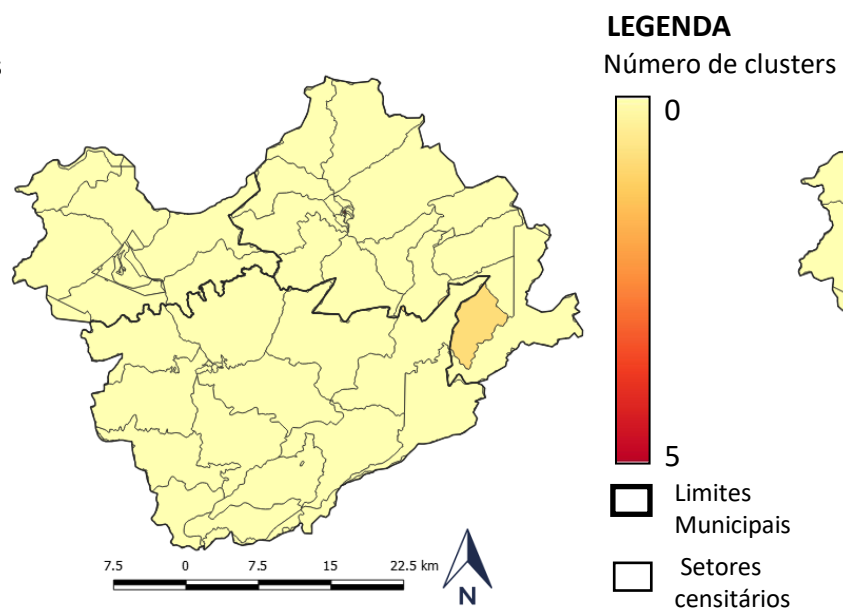 LEGENDA
Número de clusters
0
5
Limites
Municipais
Setores
censitários
7.5 0 7.5 15 22.5 km
N